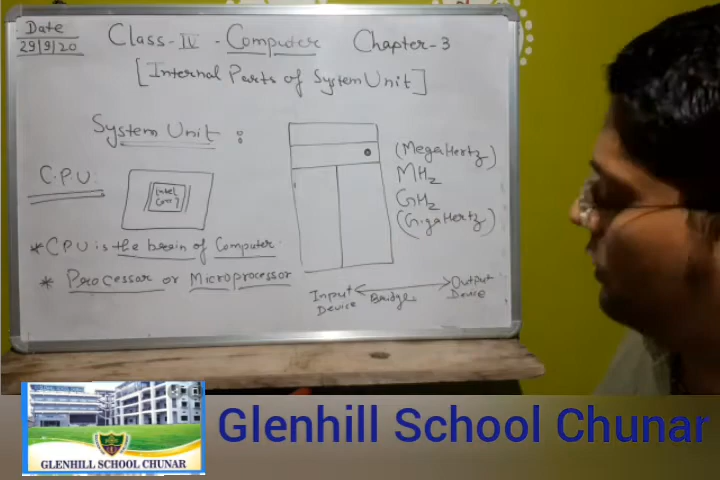 Date
29/9/20
Class-IV - Computer Chapter-3
[Internal Parts of System Unit]
System Unit :
C.P.U.
intel
Core i7
(MegaHertz)
MHz
GHz
(GigaHertz)
* CPU is the brain of Computer.
* Processar or Microprocessor
Input Device
Bridge
Output Device
GLENHILL SCHOOL CHUNAR
Glenhill School Chunar